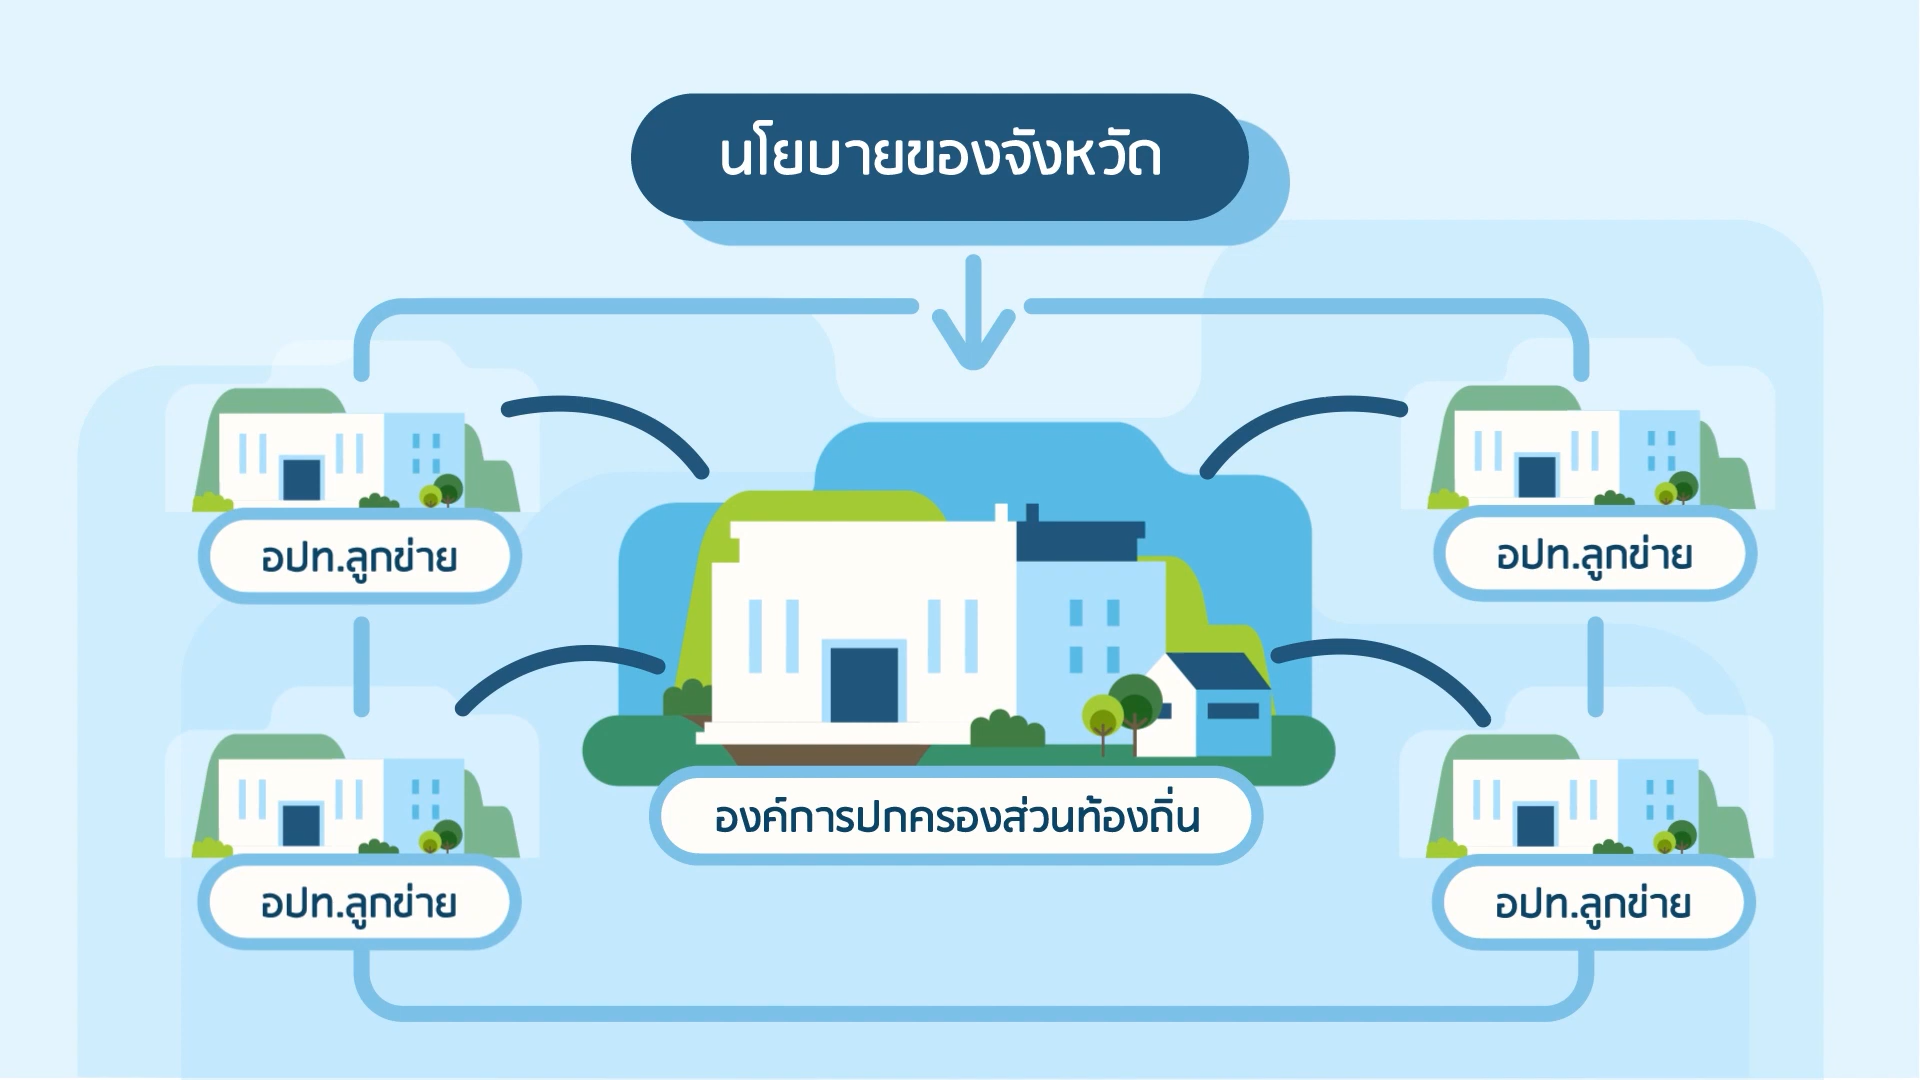 นโยบายของจังหวัด
อปท.ลูกข่าย
อปท.ลูกข่าย
องค์การปกครองส่วนท้องถิ่น
อปท.ลูกข่าย
อปท.ลูกข่าย